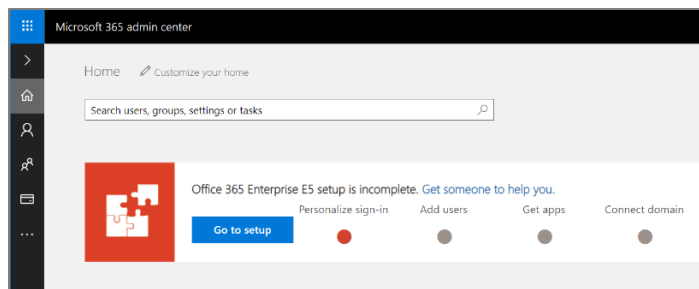 Microsoft 365 admin center
Home Customize your home
Search users, groups, settings or tasks
Office 365 Enterprise E5 setup is incomplete. Get someone to help you.
Personalize sign-in Add users Get apps Connect domain
Go to setup